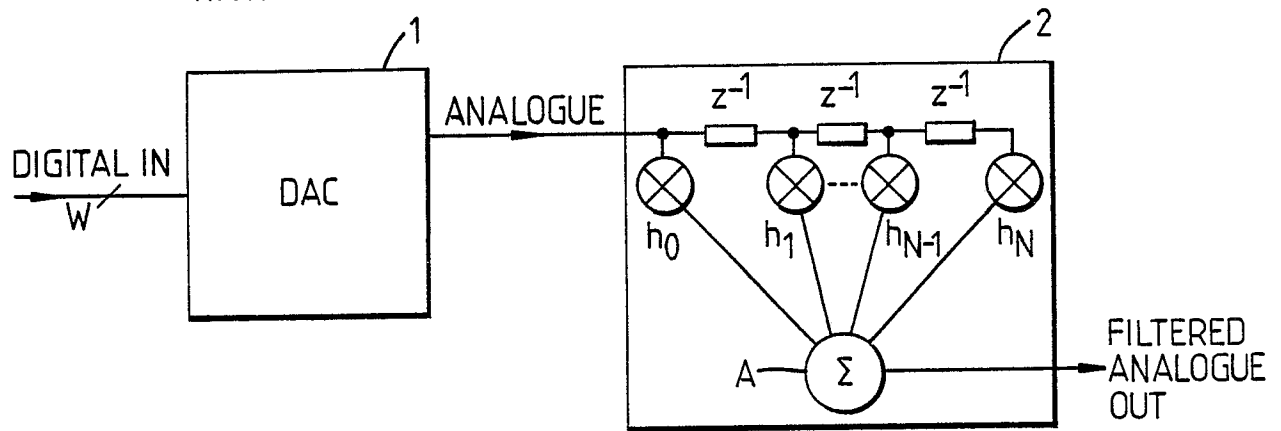 1
2
z⁻¹ z⁻¹ z⁻¹
ANALOGUE
DIGITAL IN
W
DAC
h₀ h₁ hN-1 hN
A
Σ
FILTERED
ANALOGUE
OUT